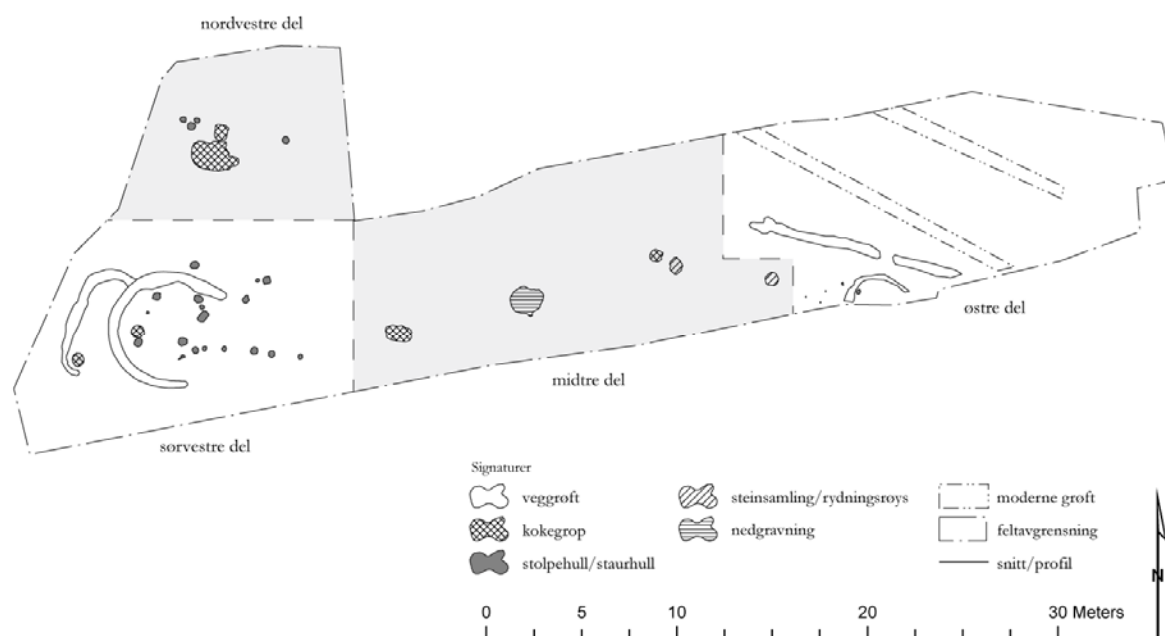 nordvestre del
østre del
midtre del
sørvestre del
Signaturer
veggrøft
steinsamling/rydningsrøys
moderne grøft
kokegrop
nedgravning
feltavgrensning
stolpehull/staurhull
snitt/profil
N
0 5 10 20 30 Meters